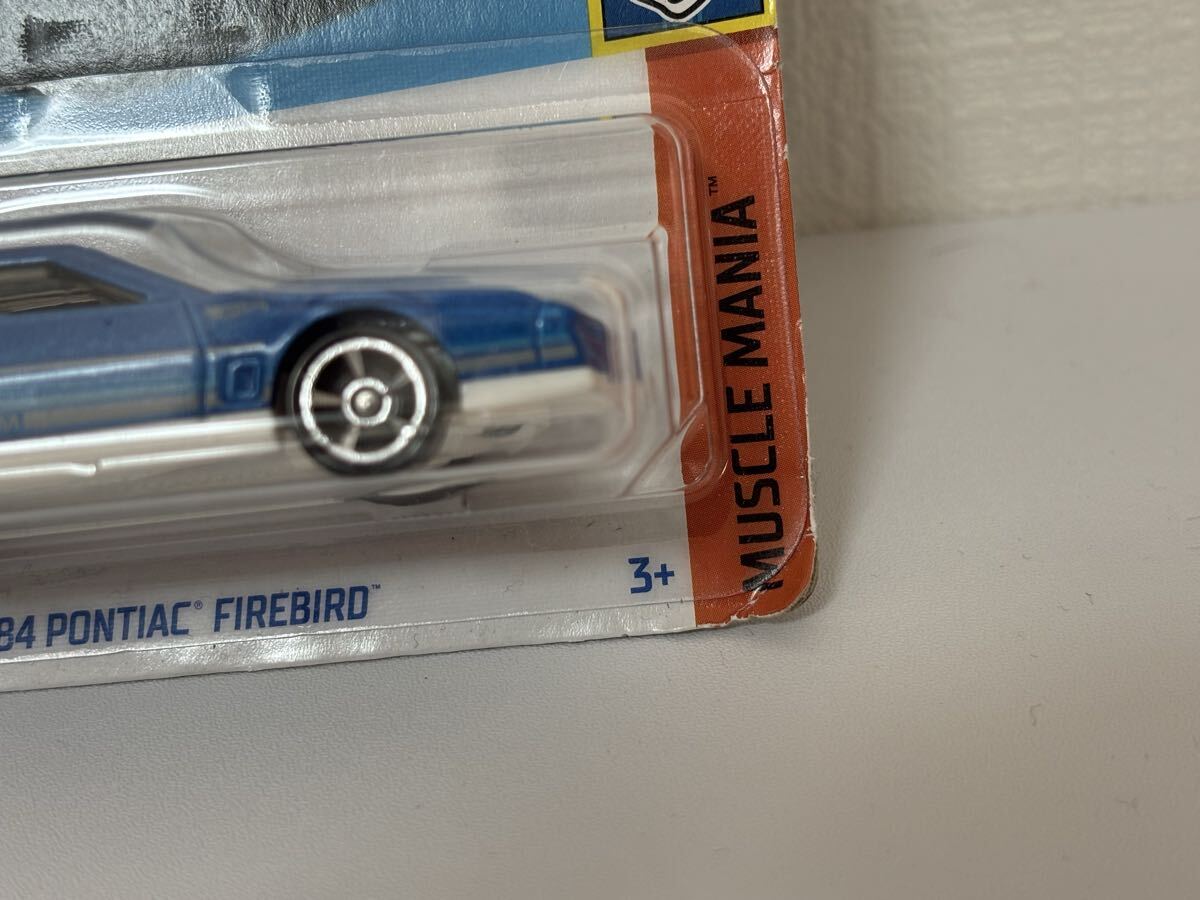 MUSCLE MANIA™
84 PONTIAC® FIREBIRD™
3+